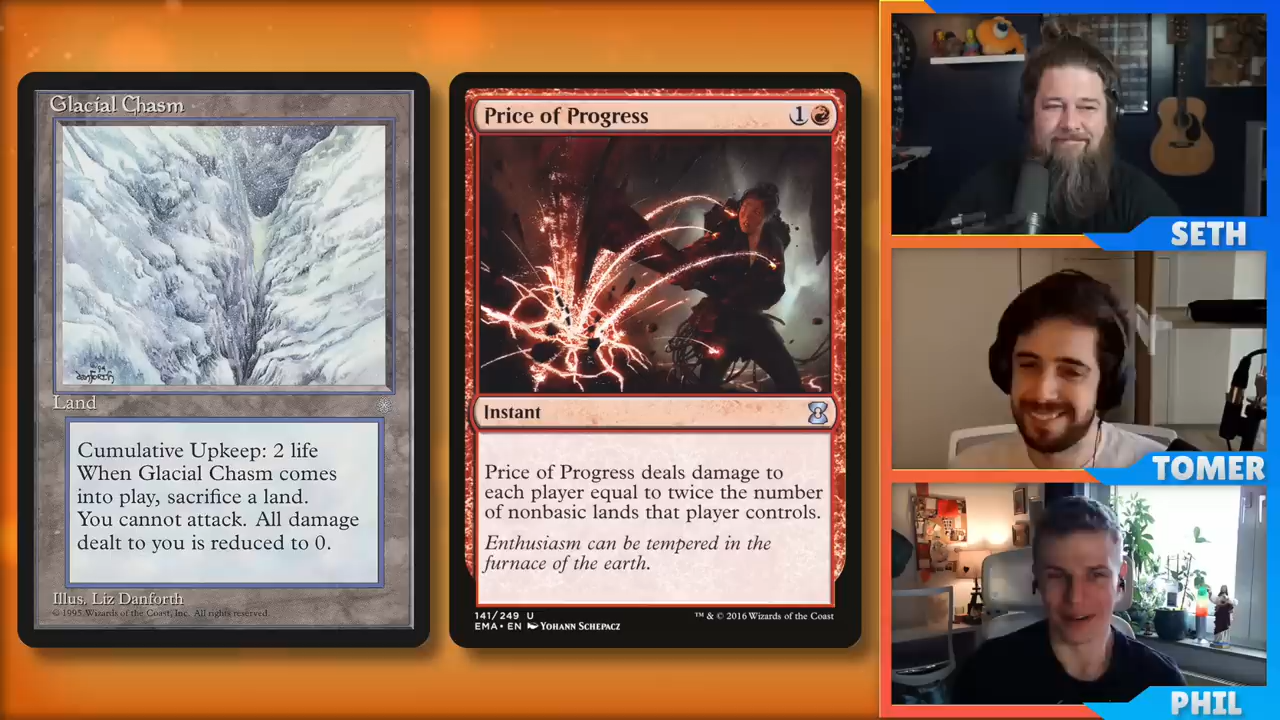 Glacial Chasm
Danforth
94
Land
Cumulative Upkeep: 2 life
When Glacial Chasm comes
into play, sacrifice a land.
You cannot attack. All damage
dealt to you is reduced to 0.
Illus. Liz Danforth
© 1995 Wizards of the Coast, Inc. All rights reserved.
Price of Progress
1
Instant
Price of Progress deals damage to
each player equal to twice the number
of nonbasic lands that player controls.
Enthusiasm can be tempered in the
furnace of the earth.
141/249 U
EMA • EN Yohann Schepacz
™ & © 2016 Wizards of the Coast
SETH
TOMER
PHIL